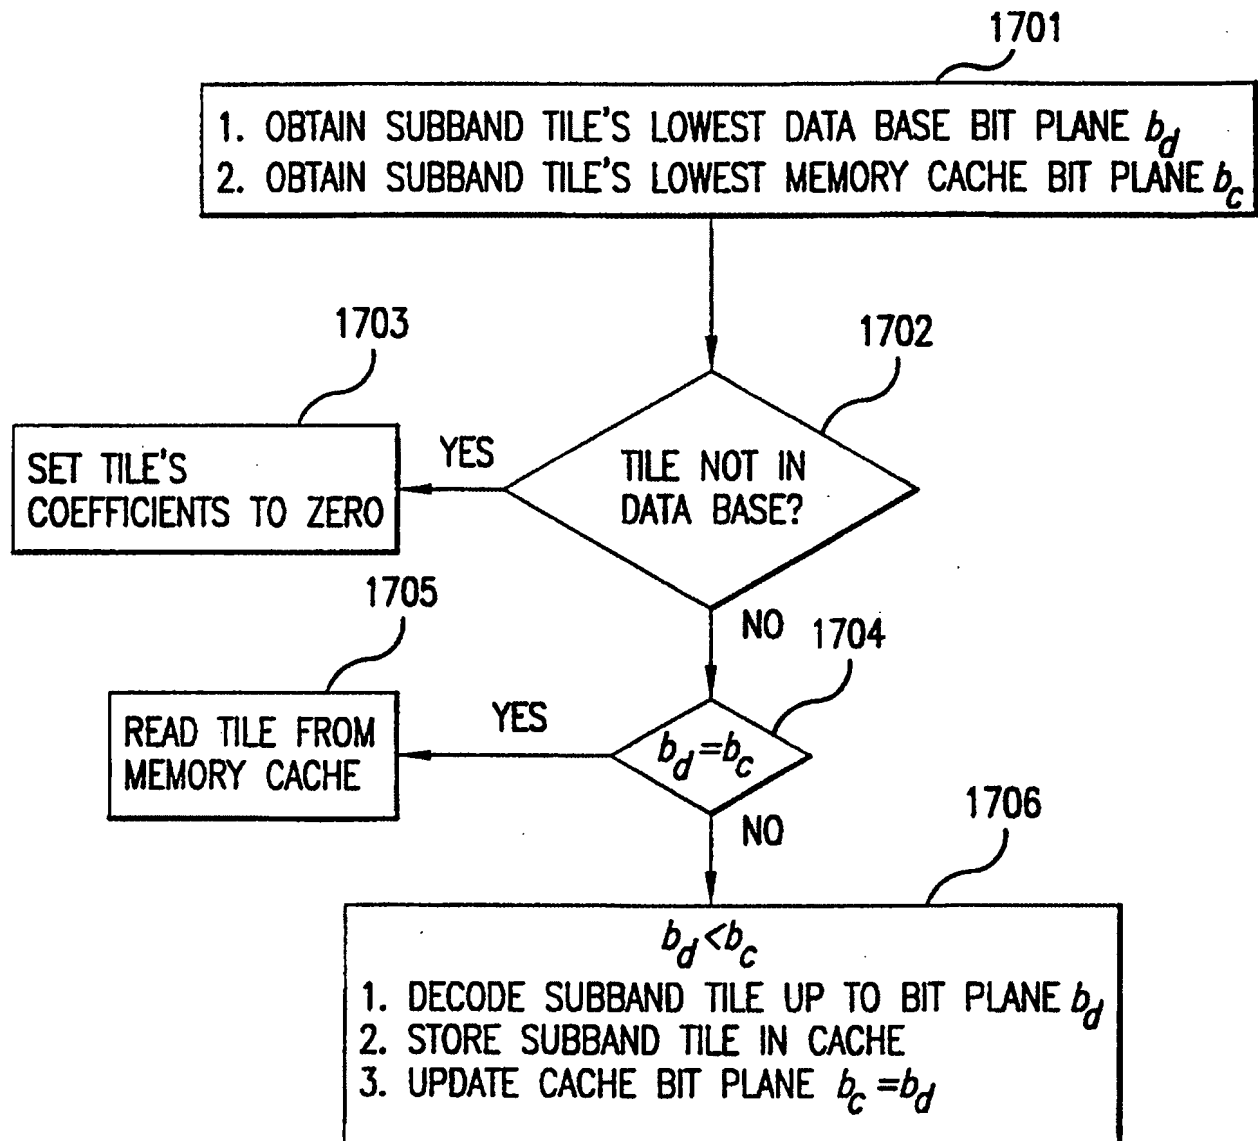 1701
1. OBTAIN SUBBAND TILE'S LOWEST DATA BASE BIT PLANE b_d
2. OBTAIN SUBBAND TILE'S LOWEST MEMORY CACHE BIT PLANE b_c
1703
1702
SET TILE'S
COEFFICIENTS TO ZERO
YES
TILE NOT IN
DATA BASE?
1705
NO
1704
READ TILE FROM
MEMORY CACHE
YES
b_d=b_c
NO
1706
b_d<b_c
1. DECODE SUBBAND TILE UP TO BIT PLANE b_d
2. STORE SUBBAND TILE IN CACHE
3. UPDATE CACHE BIT PLANE b_c=b_d